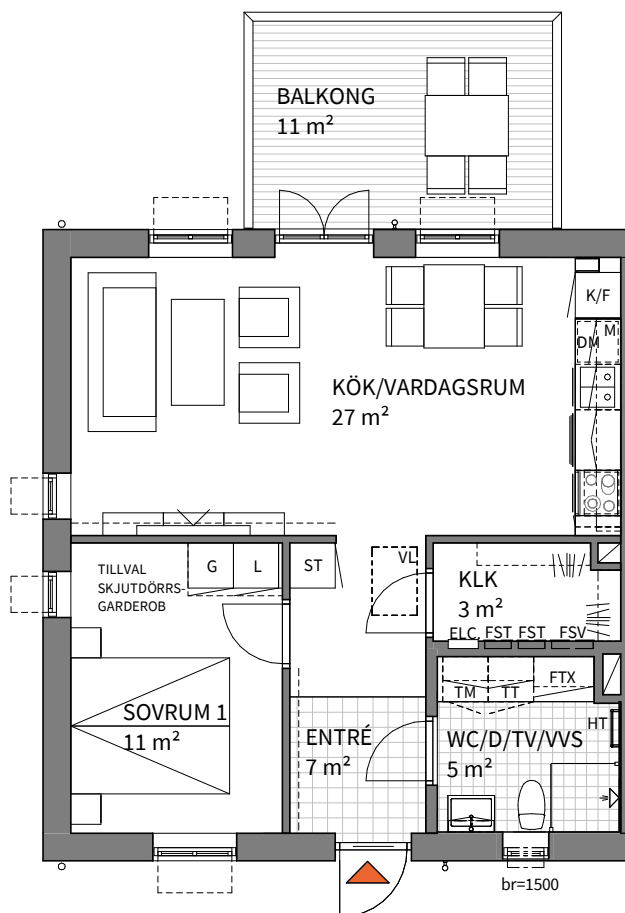 BALKONG
11 m²
K/F
DM
M
KÖK/VARDAGSRUM
27 m²
TILLVAL
SKJUTDÖRRS-
GARDEROB
G
L
ST
VL
KLK
3 m²
ELC
FST
FST
FSV
TM
TT
FTX
HT
SOVRUM 1
11 m²
ENTRÉ
7 m²
WC/D/TV/VVS
5 m²
br=1500